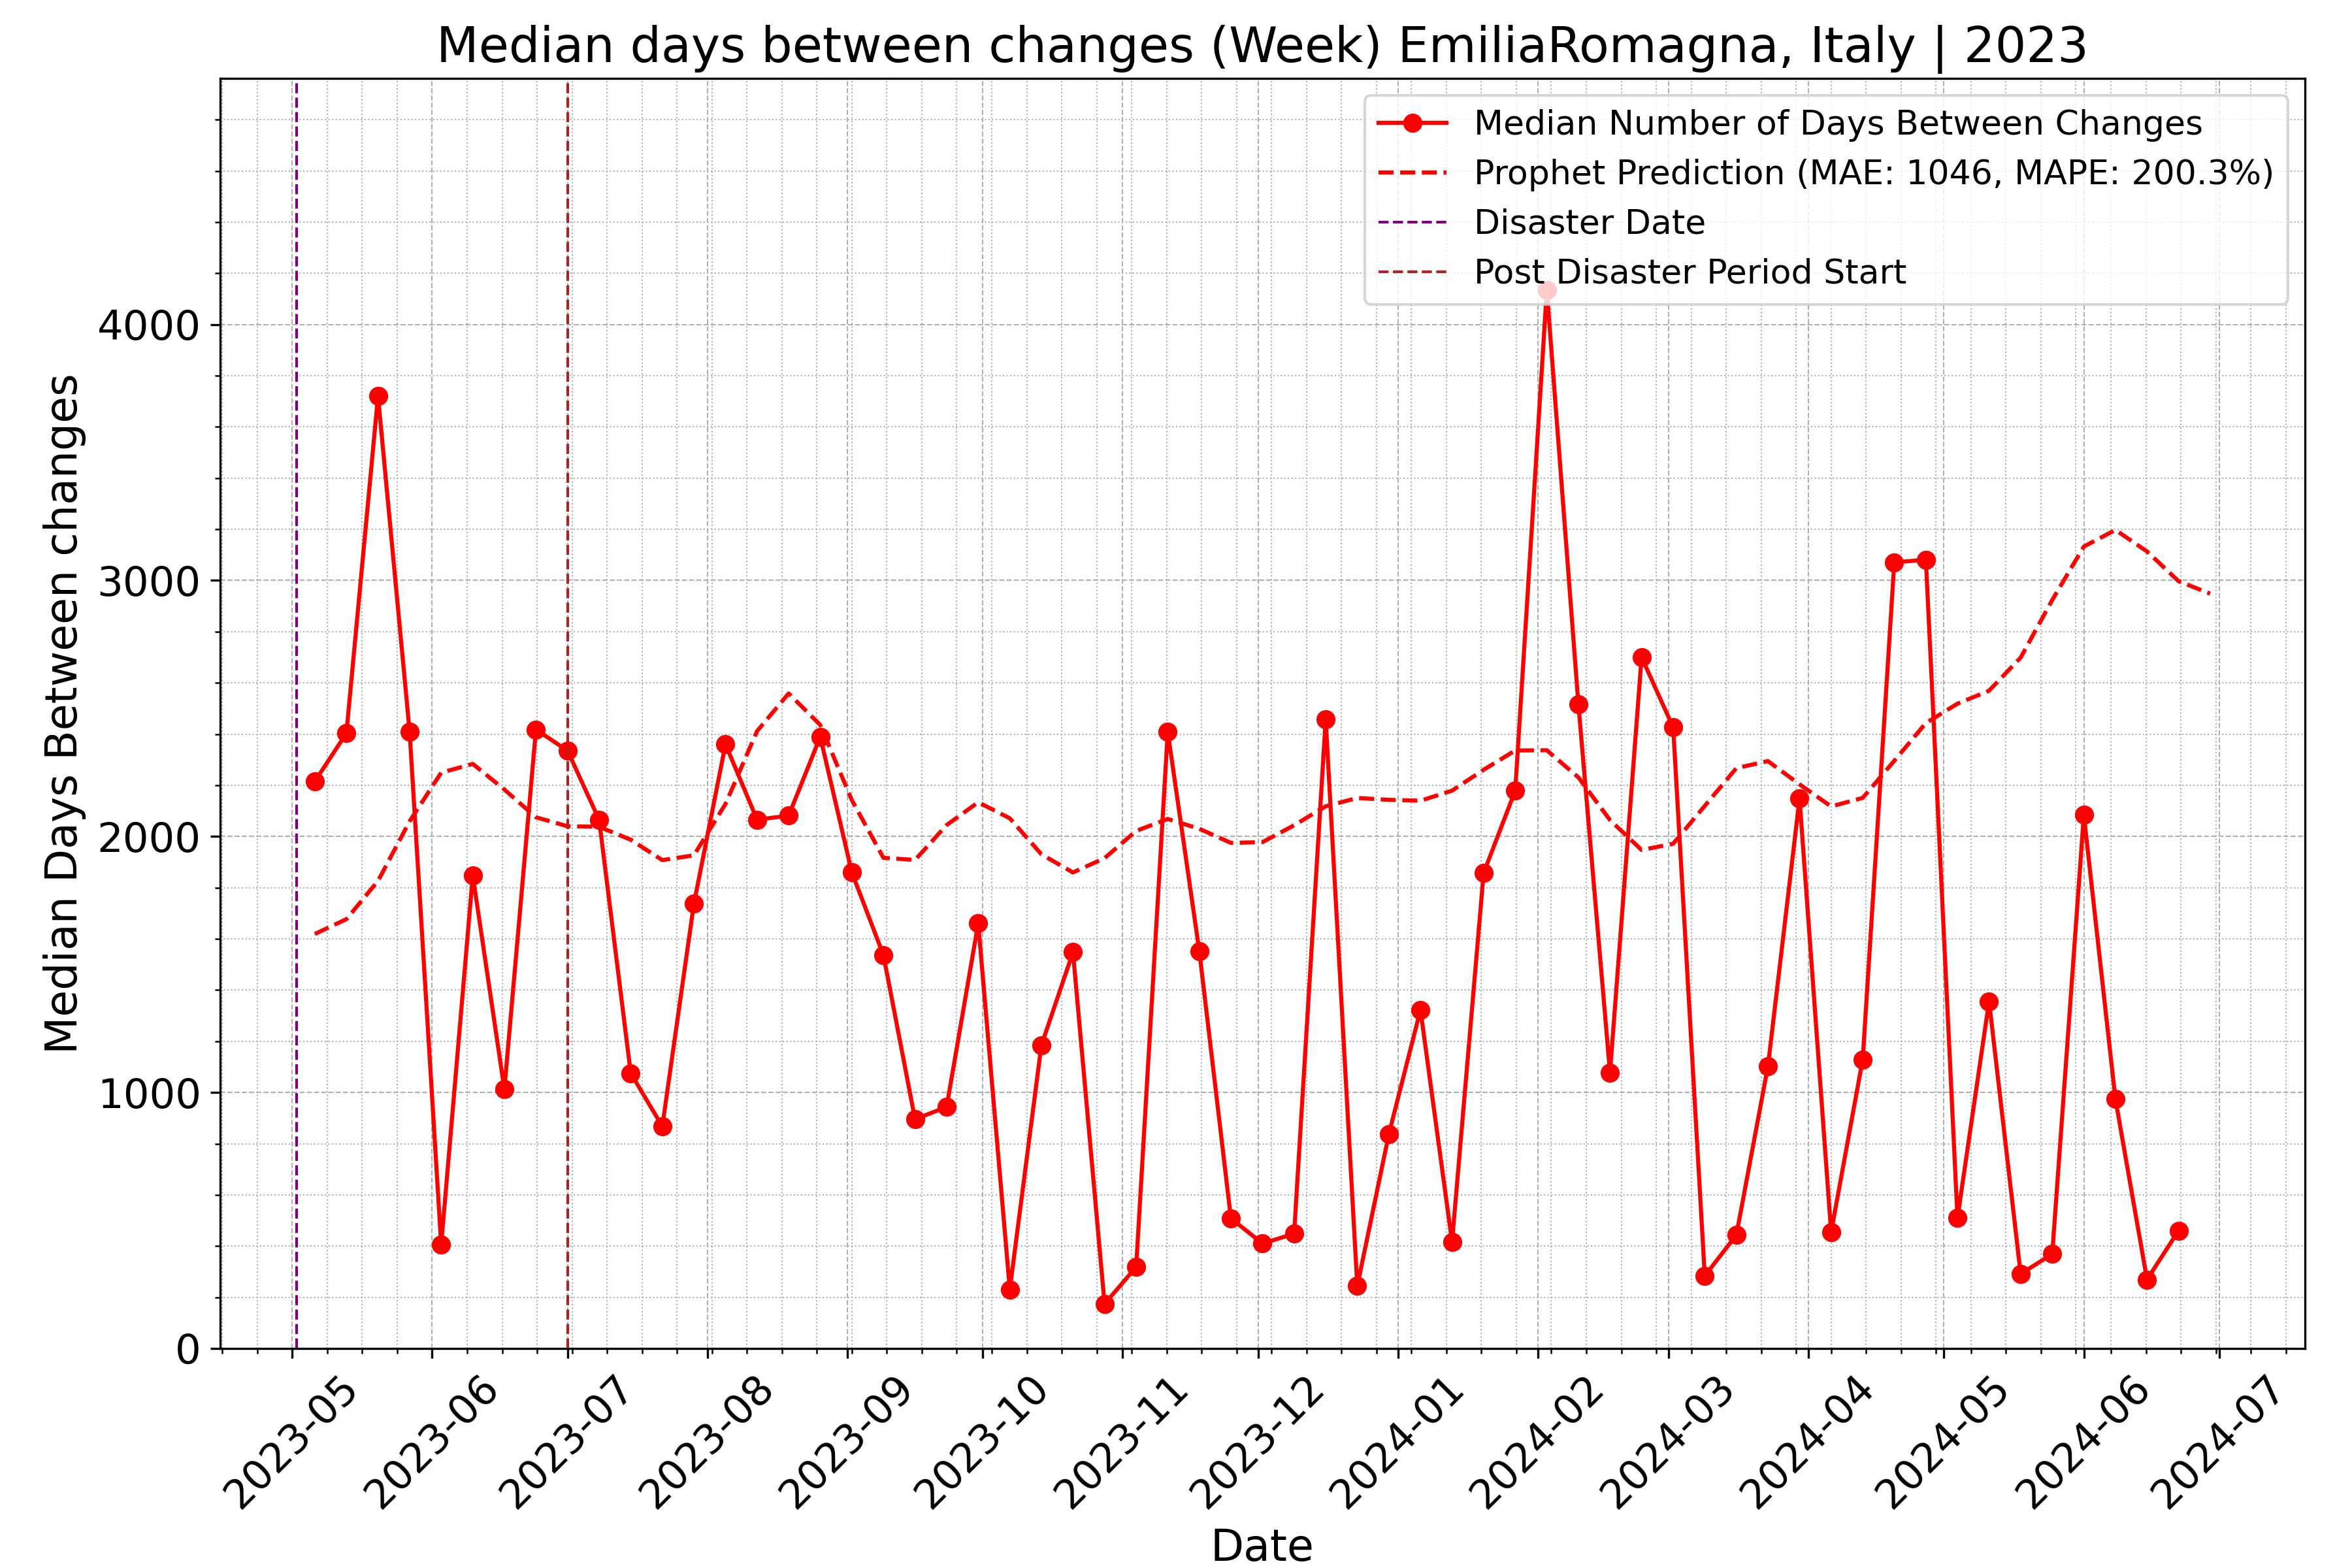 Median days between changes (Week) EmiliaRomagna, Italy | 2023
Median Number of Days Between Changes
Prophet Prediction (MAE: 1046, MAPE: 200.3%)
Disaster Date
Post Disaster Period Start
Median Days Between changes
4000
3000
2000
1000
0
2023-05
2023-06
2023-07
2023-08
2023-09
2023-10
2023-11
2023-12
2024-01
2024-02
2024-03
2024-04
2024-05
2024-06
2024-07
Date